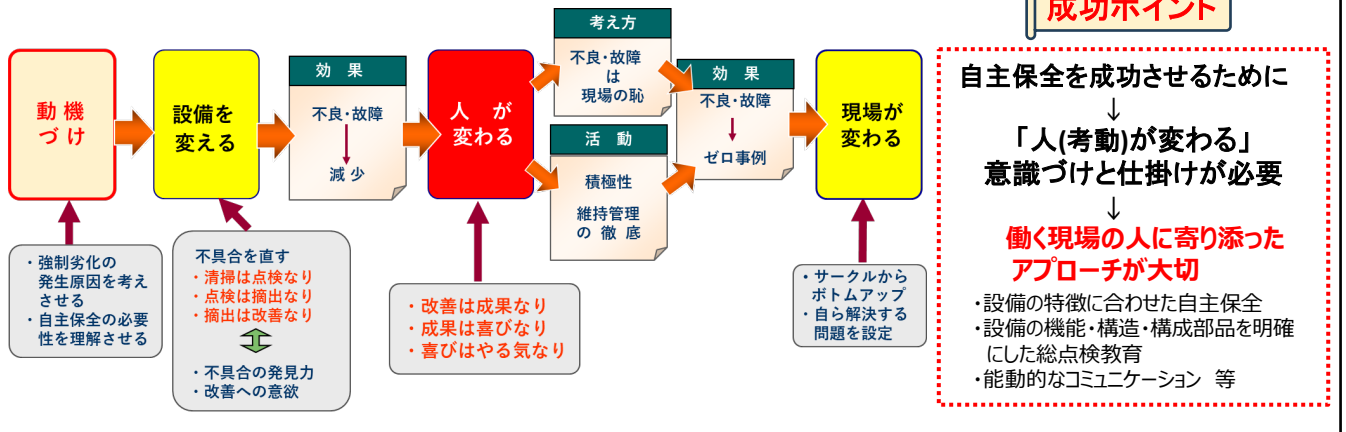 成功ポイント
動機
づけ
設備を
変える
効 果
不良・故障
減少
人 が
変わる
考え方
不良・故障
は
現場の恥
活 動
積極性
維持管理
の 徹 底
効 果
不良・故障
ゼロ事例
現場が
変わる
・強制劣化の
発生原因を考え
させる
・自主保全の必要
性を理解させる
不具合を直す
・清掃は点検なり
・点検は摘出なり
・摘出は改善なり
・不具合の発見力
・改善への意欲
・改善は成果なり
・成果は喜びなり
・喜びはやる気なり
・サークルから
ボトムアップ
・自ら解決する
問題を設定
自主保全を成功させるために
↓
「人(考動)が変わる」
意識づけと仕掛けが必要
↓
働く現場の人に寄り添った
アプローチが大切
・設備の特徴に合わせた自主保全
・設備の機能・構造・構成部品を明確
にした総点検教育
・能動的なコミュニケーション 等